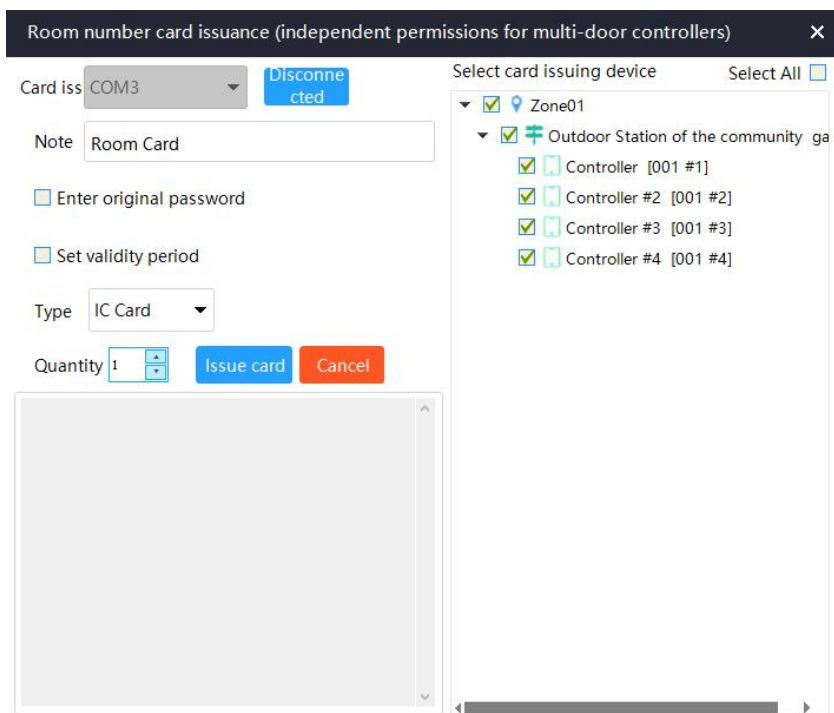 Room number card issuance (independent permissions for multi-door controllers)
Card iss COM3 Disconne
cted
Note Room Card
Enter original password
Set validity period
Type IC Card
Quantity 1 Issue card Cancel
Select card issuing device Select All
Zone01
Outdoor Station of the community ga
Controller [001 #1]
Controller #2 [001 #2]
Controller #3 [001 #3]
Controller #4 [001 #4]